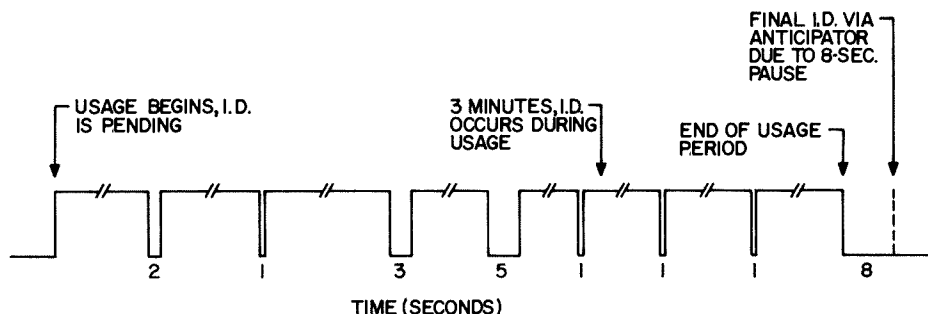 FINAL I.D. VIA
ANTICIPATOR
DUE TO 8-SEC.
PAUSE
USAGE BEGINS, I.D.
IS PENDING
3 MINUTES, I.D.
OCCURS DURING
USAGE
END OF USAGE
PERIOD
2 1 3 5 1 1 1 8
TIME (SECONDS)